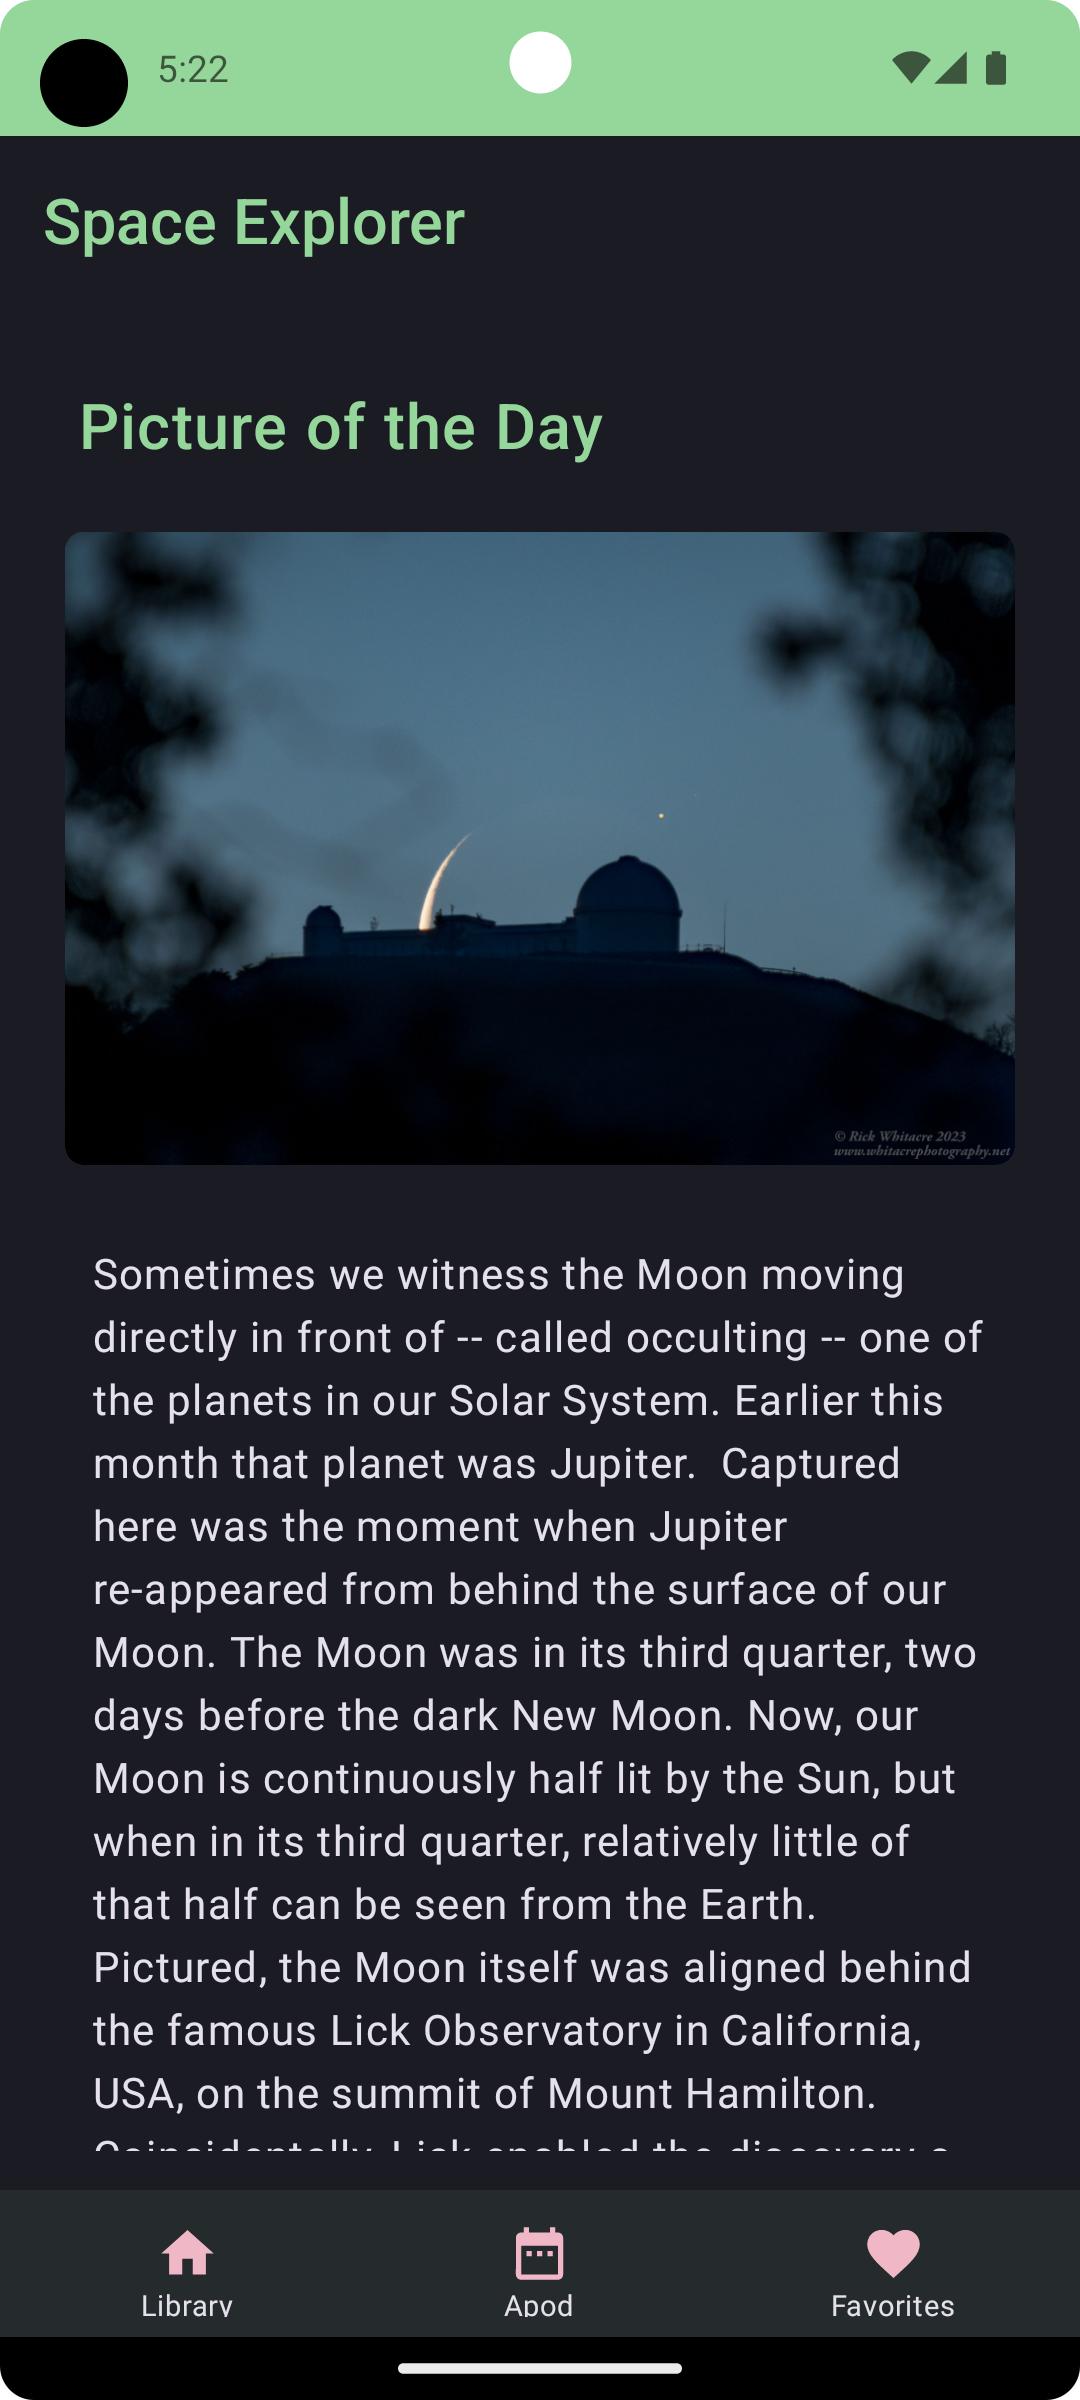 5:22
Space Explorer
Picture of the Day
© Rick Whitacre 2023
www.whitacrephotography.net
Sometimes we witness the Moon moving
directly in front of -- called occulting -- one of
the planets in our Solar System. Earlier this
month that planet was Jupiter.  Captured
here was the moment when Jupiter
re-appeared from behind the surface of our
Moon. The Moon was in its third quarter, two
days before the dark New Moon. Now, our
Moon is continuously half lit by the Sun, but
when in its third quarter, relatively little of
that half can be seen from the Earth.
Pictured, the Moon itself was aligned behind
the famous Lick Observatory in California,
USA, on the summit of Mount Hamilton.
Coincidentally, Lick enabled the discovery o
Library Apod Favorites